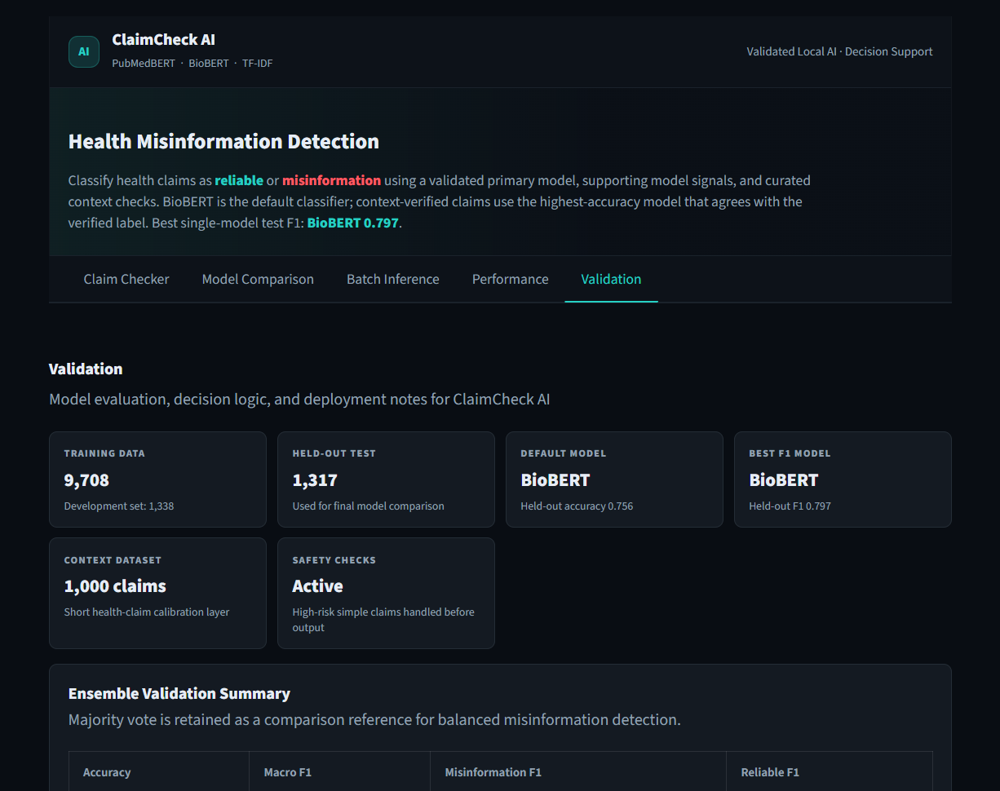 AI
ClaimCheck AI
PubMedBERT · BioBERT · TF-IDF
Validated Local AI · Decision Support
Health Misinformation Detection
Classify health claims as reliable or misinformation using a validated primary model, supporting model signals, and curated
context checks. BioBERT is the default classifier; context-verified claims use the highest-accuracy model that agrees with the
verified label. Best single-model test F1: BioBERT 0.797.
Claim Checker
Model Comparison
Batch Inference
Performance
Validation
Validation
Model evaluation, decision logic, and deployment notes for ClaimCheck AI
TRAINING DATA
9,708
Development set: 1,338
HELD-OUT TEST
1,317
Used for final model comparison
DEFAULT MODEL
BioBERT
Held-out accuracy 0.756
BEST F1 MODEL
BioBERT
Held-out F1 0.797
CONTEXT DATASET
1,000 claims
Short health-claim calibration layer
SAFETY CHECKS
Active
High-risk simple claims handled before
output
Ensemble Validation Summary
Majority vote is retained as a comparison reference for balanced misinformation detection.
Accuracy
Macro F1
Misinformation F1
Reliable F1